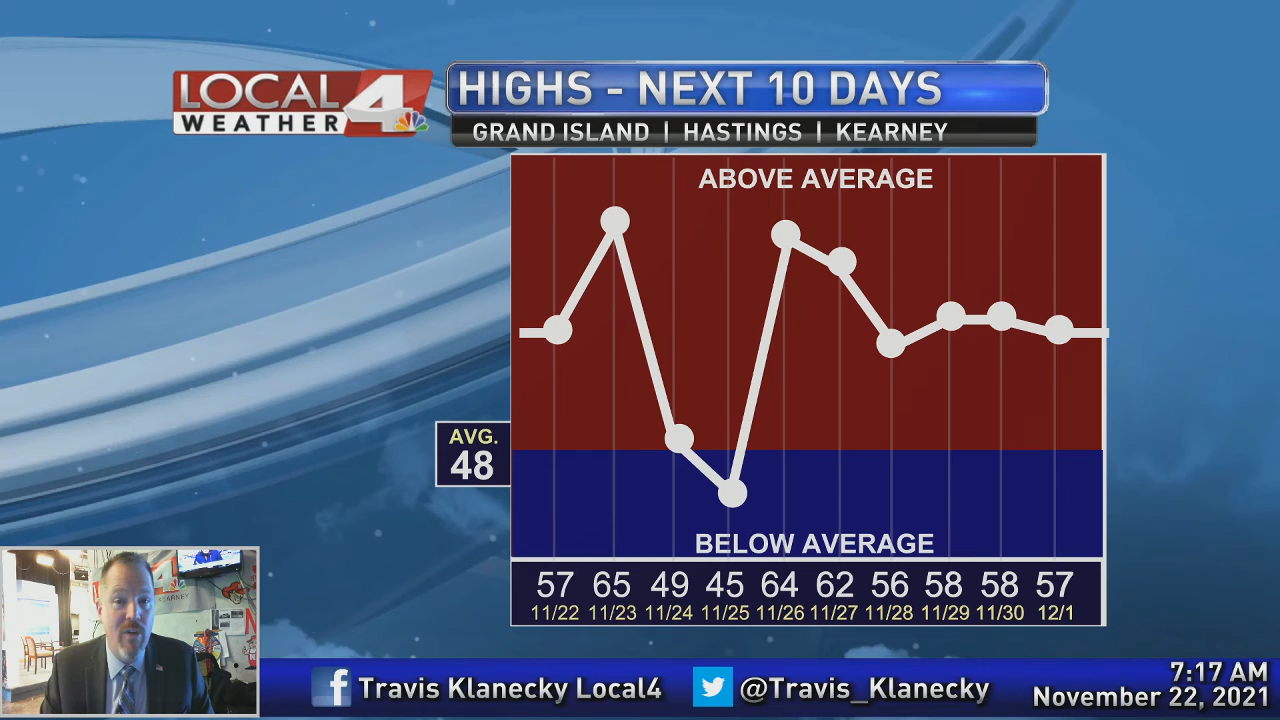 LOCAL 4
WEATHER
HIGHS - NEXT 10 DAYS
GRAND ISLAND | HASTINGS | KEARNEY
ABOVE AVERAGE
AVG.
48
BELOW AVERAGE
57 65 49 45 64 62 56 58 58 57
11/22 11/23 11/24 11/25 11/26 11/27 11/28 11/29 11/30 12/1
KEARNEY
f Travis Klanecky Local4
@Travis_Klanecky
7:17 AM
November 22, 2021